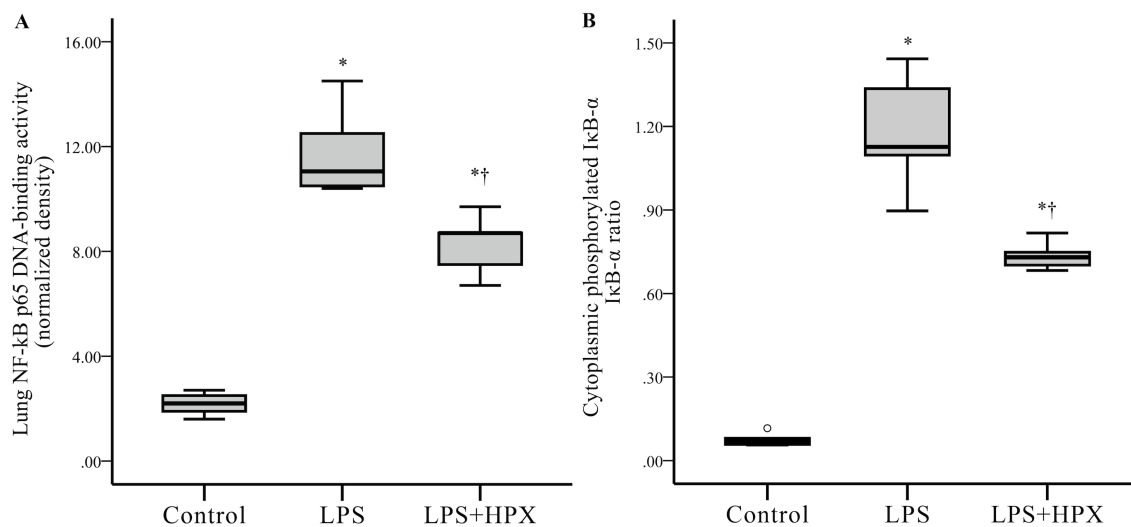 A
Lung NF-kB p65 DNA-binding activity
(normalized density)
16.00
12.00
8.00
4.00
.00
*
*†
Control
LPS
LPS+HPX
B
Cytoplasmic phosphorylated IκB-α
IκB-α ratio
1.50
1.20
.90
.60
.30
.00
*
*†
Control
LPS
LPS+HPX